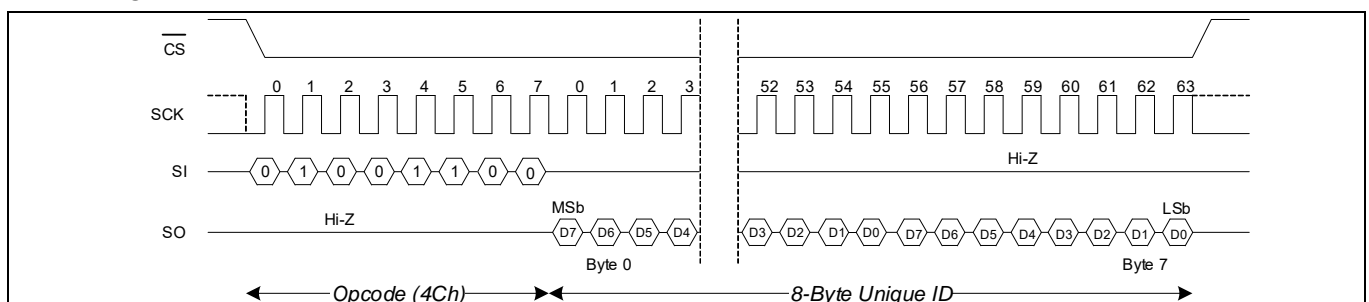 CS
0 1 2 3 4 5 6 7 0 1 2 3 52 53 54 55 56 57 58 59 60 61 62 63
SCK
Hi-Z
SI 0 1 0 0 1 1 0 0
MSb LSb
Hi-Z
SO D7 D6 D5 D4 D3 D2 D1 D0 D7 D6 D5 D4 D3 D2 D1 D0
Byte 0 Byte 7
Opcode (4Ch) 8-Byte Unique ID